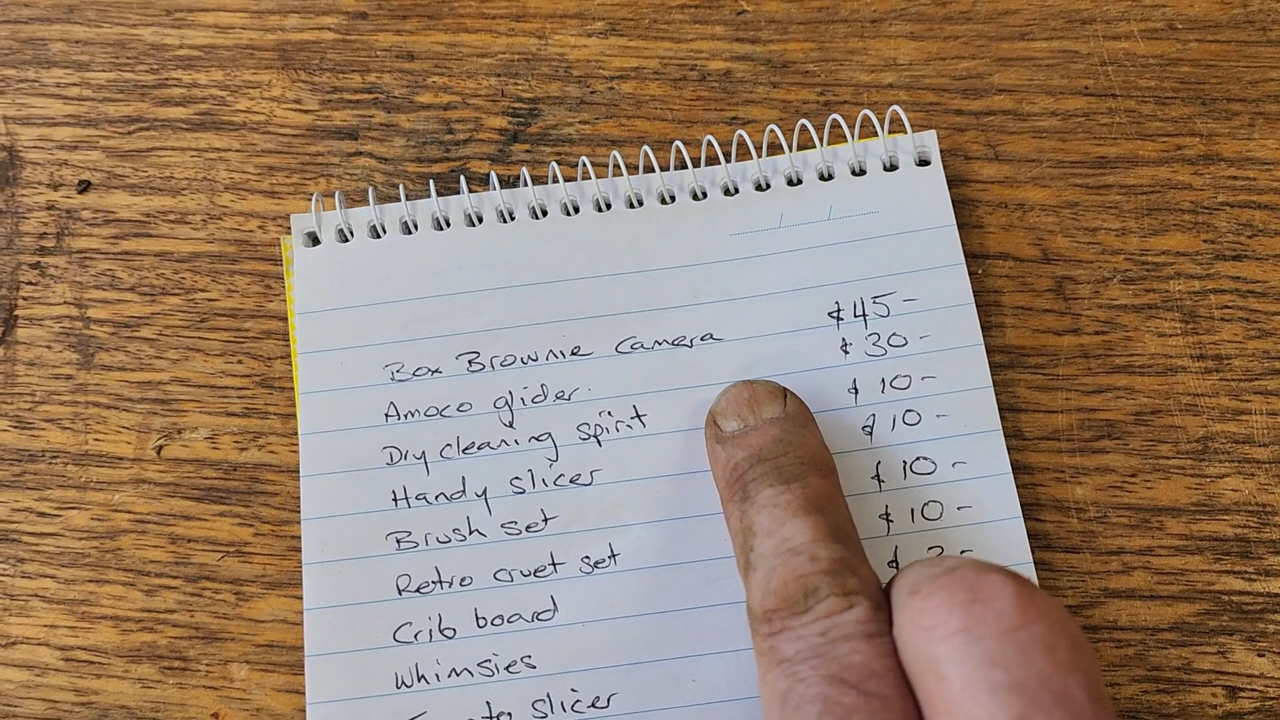 Box Brownie Camera $45-
Amoco glider. $30-
Dry cleaning spirit $10-
Handy slicer $10-
Brush set $10-
Retro cruet set $10-
Crib board $
Whimsies
slicer